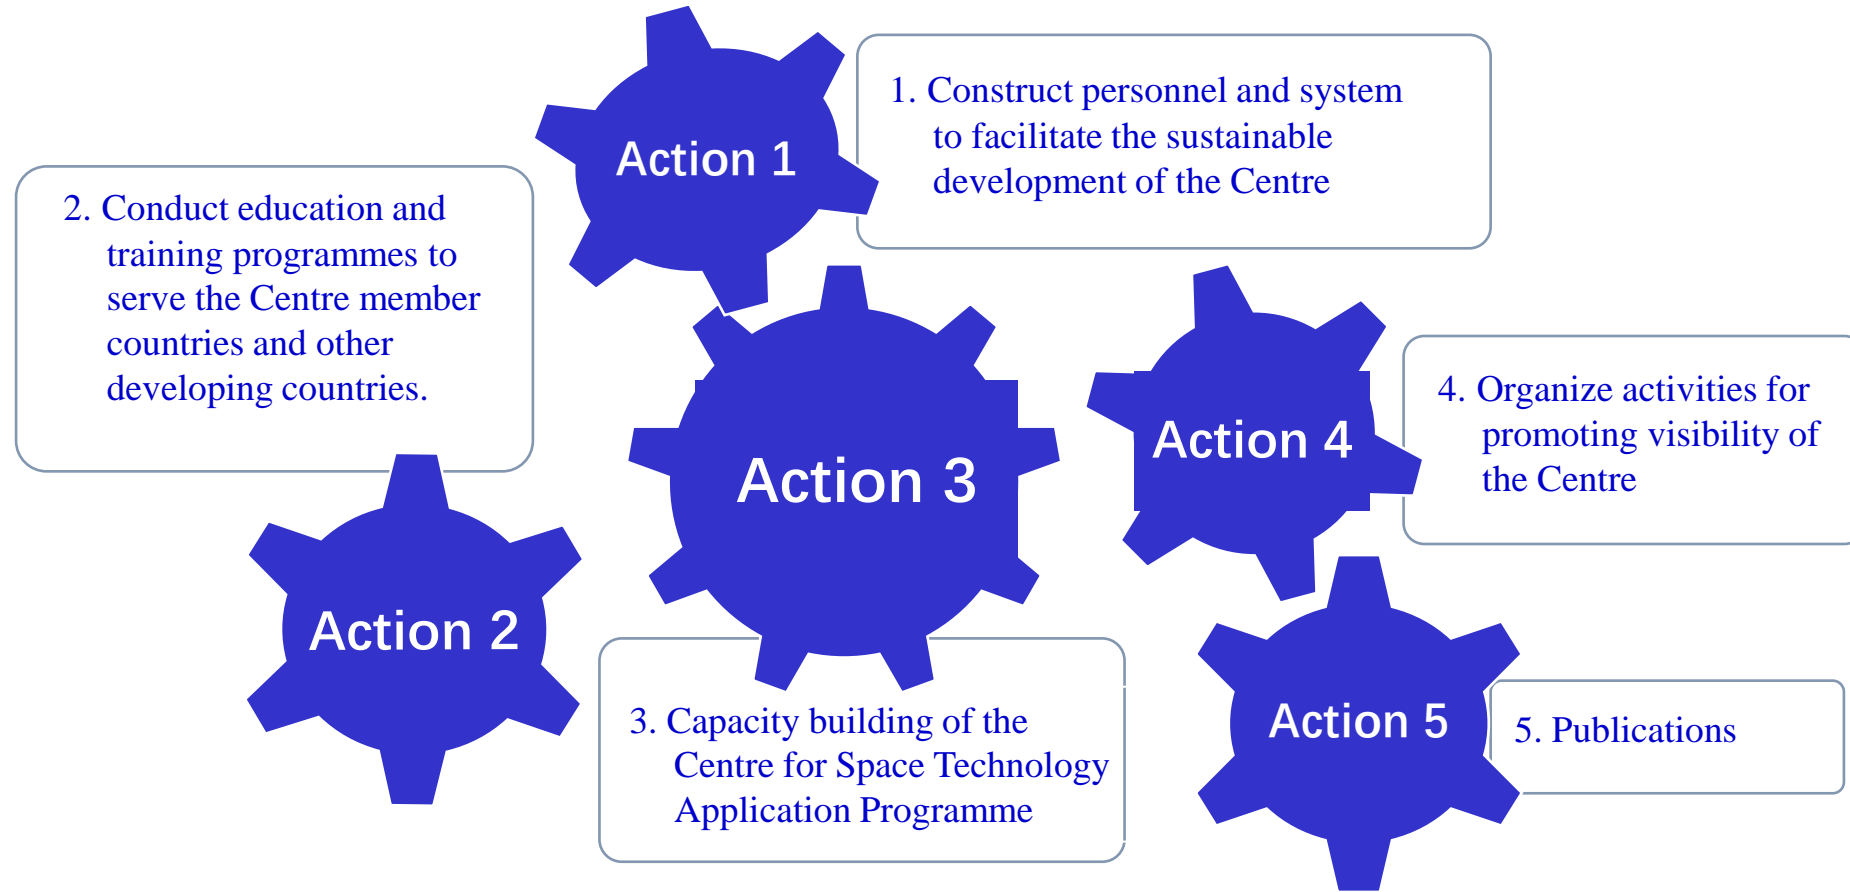 Action 1
1. Construct personnel and system
to facilitate the sustainable
development of the Centre
2. Conduct education and
training programmes to
serve the Centre member
countries and other
developing countries.
Action 2
Action 3
3. Capacity building of the
Centre for Space Technology
Application Programme
Action 4
4. Organize activities for
promoting visibility of
the Centre
Action 5
5. Publications